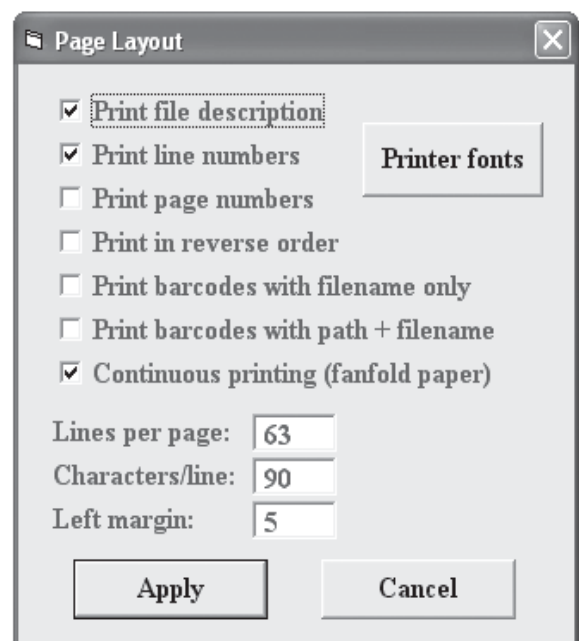 Page Layout
Print file description
Print line numbers
Printer fonts
Print page numbers
Print in reverse order
Print barcodes with filename only
Print barcodes with path + filename
Continuous printing (fanfold paper)
Lines per page: 63
Characters/line: 90
Left margin: 5
Apply Cancel